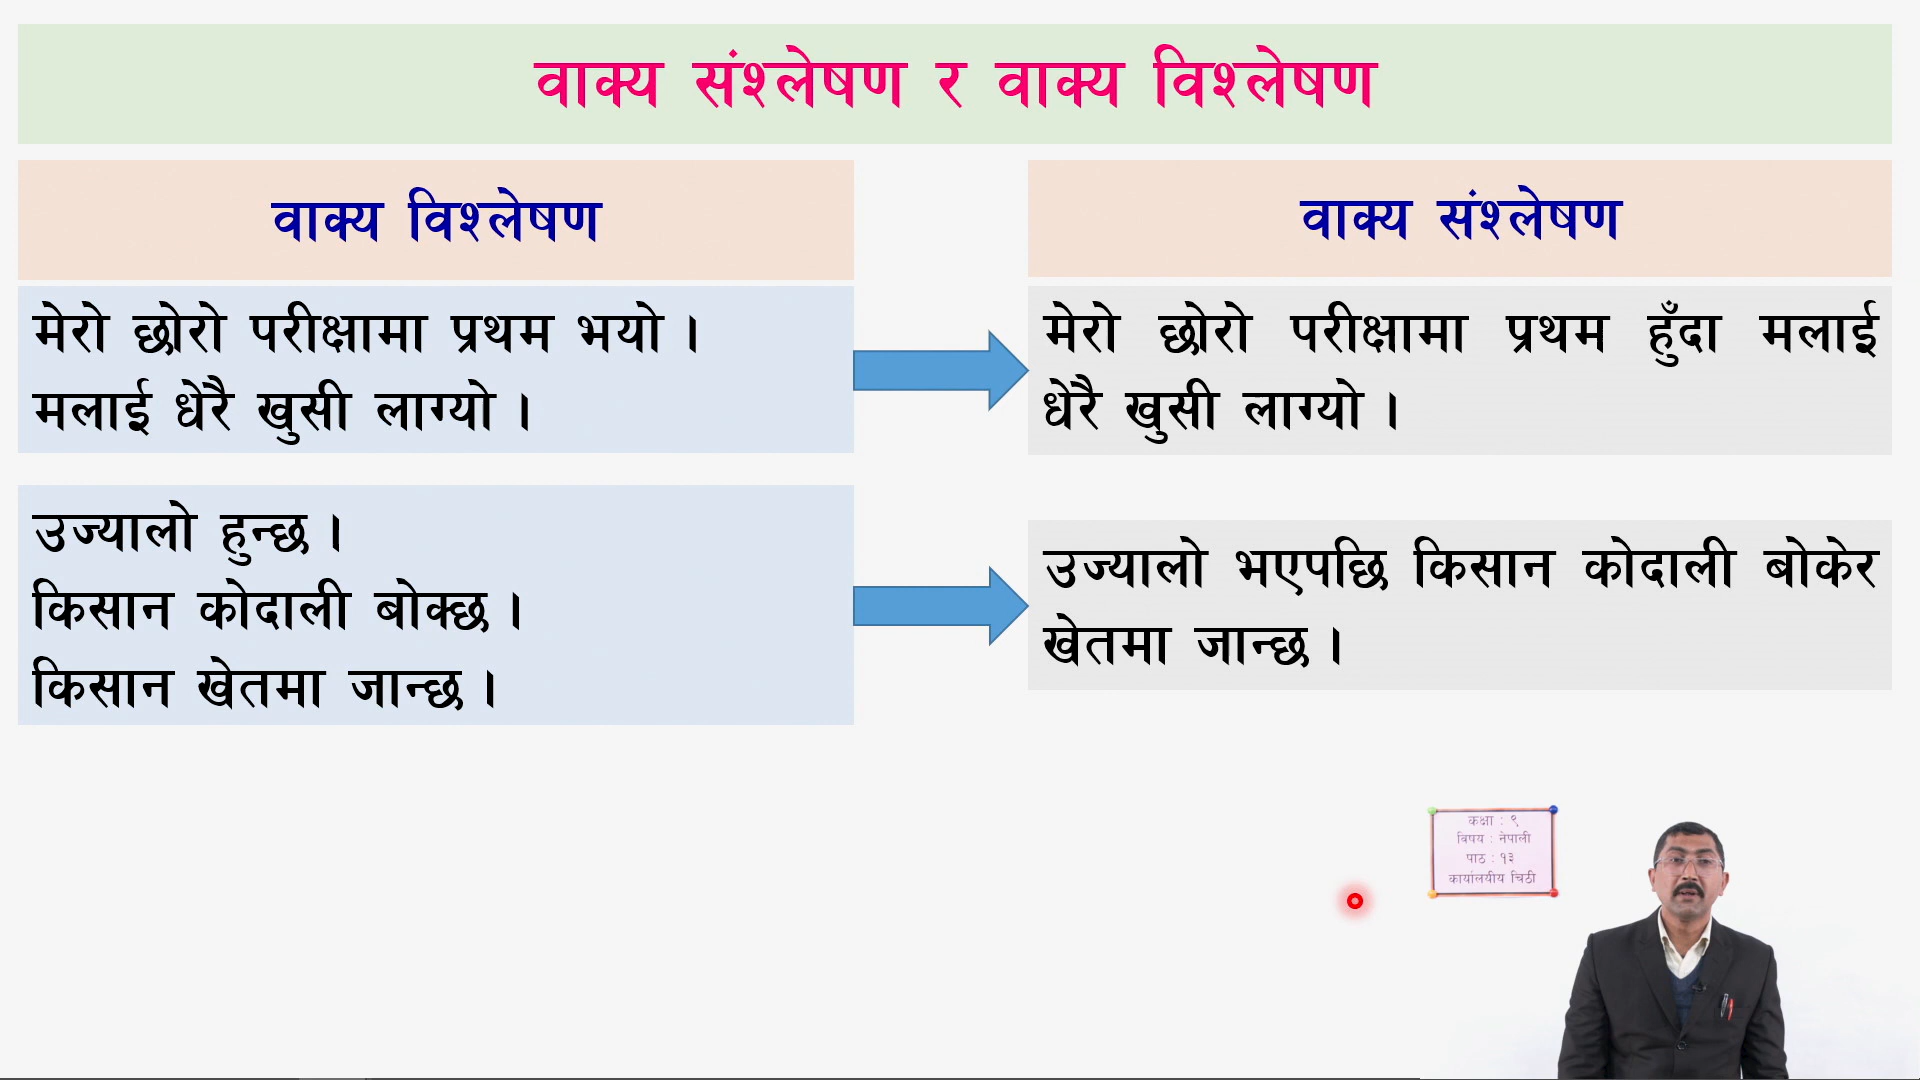 वाक्य संश्लेषण र वाक्य विश्लेषण
वाक्य विश्लेषण
मेरो छोरो परीक्षामा प्रथम भयो ।
मलाई धेरै खुसी लाग्यो ।
उज्यालो हुन्छ ।
किसान कोदाली बोक्छ ।
किसान खेतमा जान्छ ।
वाक्य संश्लेषण
मेरो छोरो परीक्षामा प्रथम हुँदा मलाई
धेरै खुसी लाग्यो ।
उज्यालो भएपछि किसान कोदाली बोकेर
खेतमा जान्छ ।
कक्षा : ९
विषय : नेपाली
पाठ : १३
कार्यालयीय चिठी